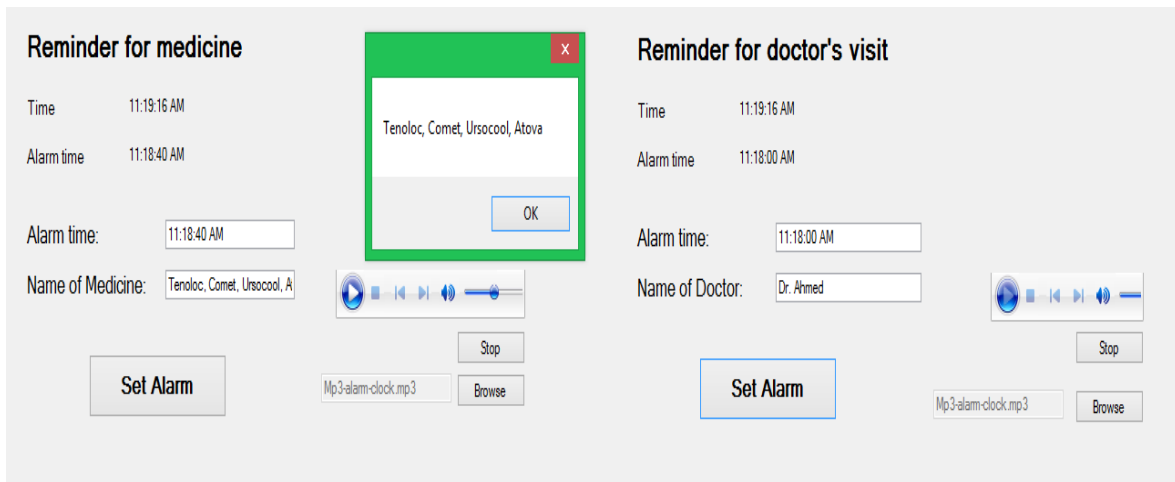 Reminder for medicine
Time 11:19:16 AM
Alarm time 11:18:40 AM
Alarm time: 11:18:40 AM
Name of Medicine: Tenoloc, Comet, Ursocool, A
Set Alarm
x
Tenoloc, Comet, Ursocool, Atova
OK
Stop
Mp3-alarm-clock.mp3 Browse
Reminder for doctor's visit
Time 11:19:16 AM
Alarm time 11:18:00 AM
Alarm time: 11:18:00 AM
Name of Doctor: Dr. Ahmed
Set Alarm
Stop
Mp3-alarm-clock.mp3 Browse